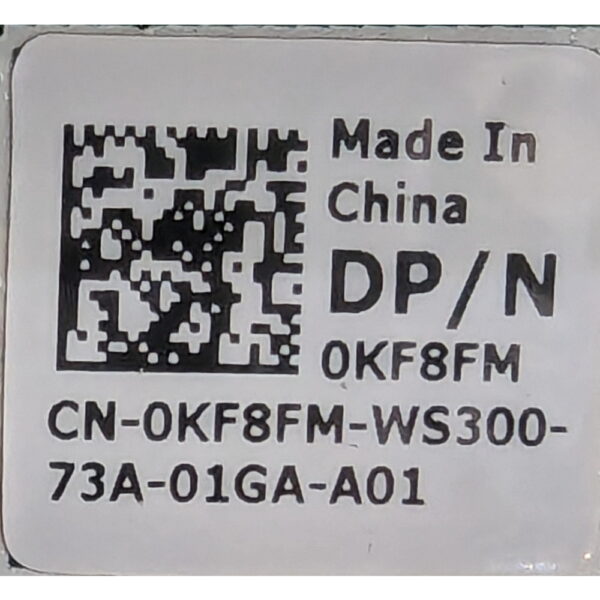 Made In
China
DP/N
0KF8FM
CN-0KF8FM-WS300-
73A-01GA-A01